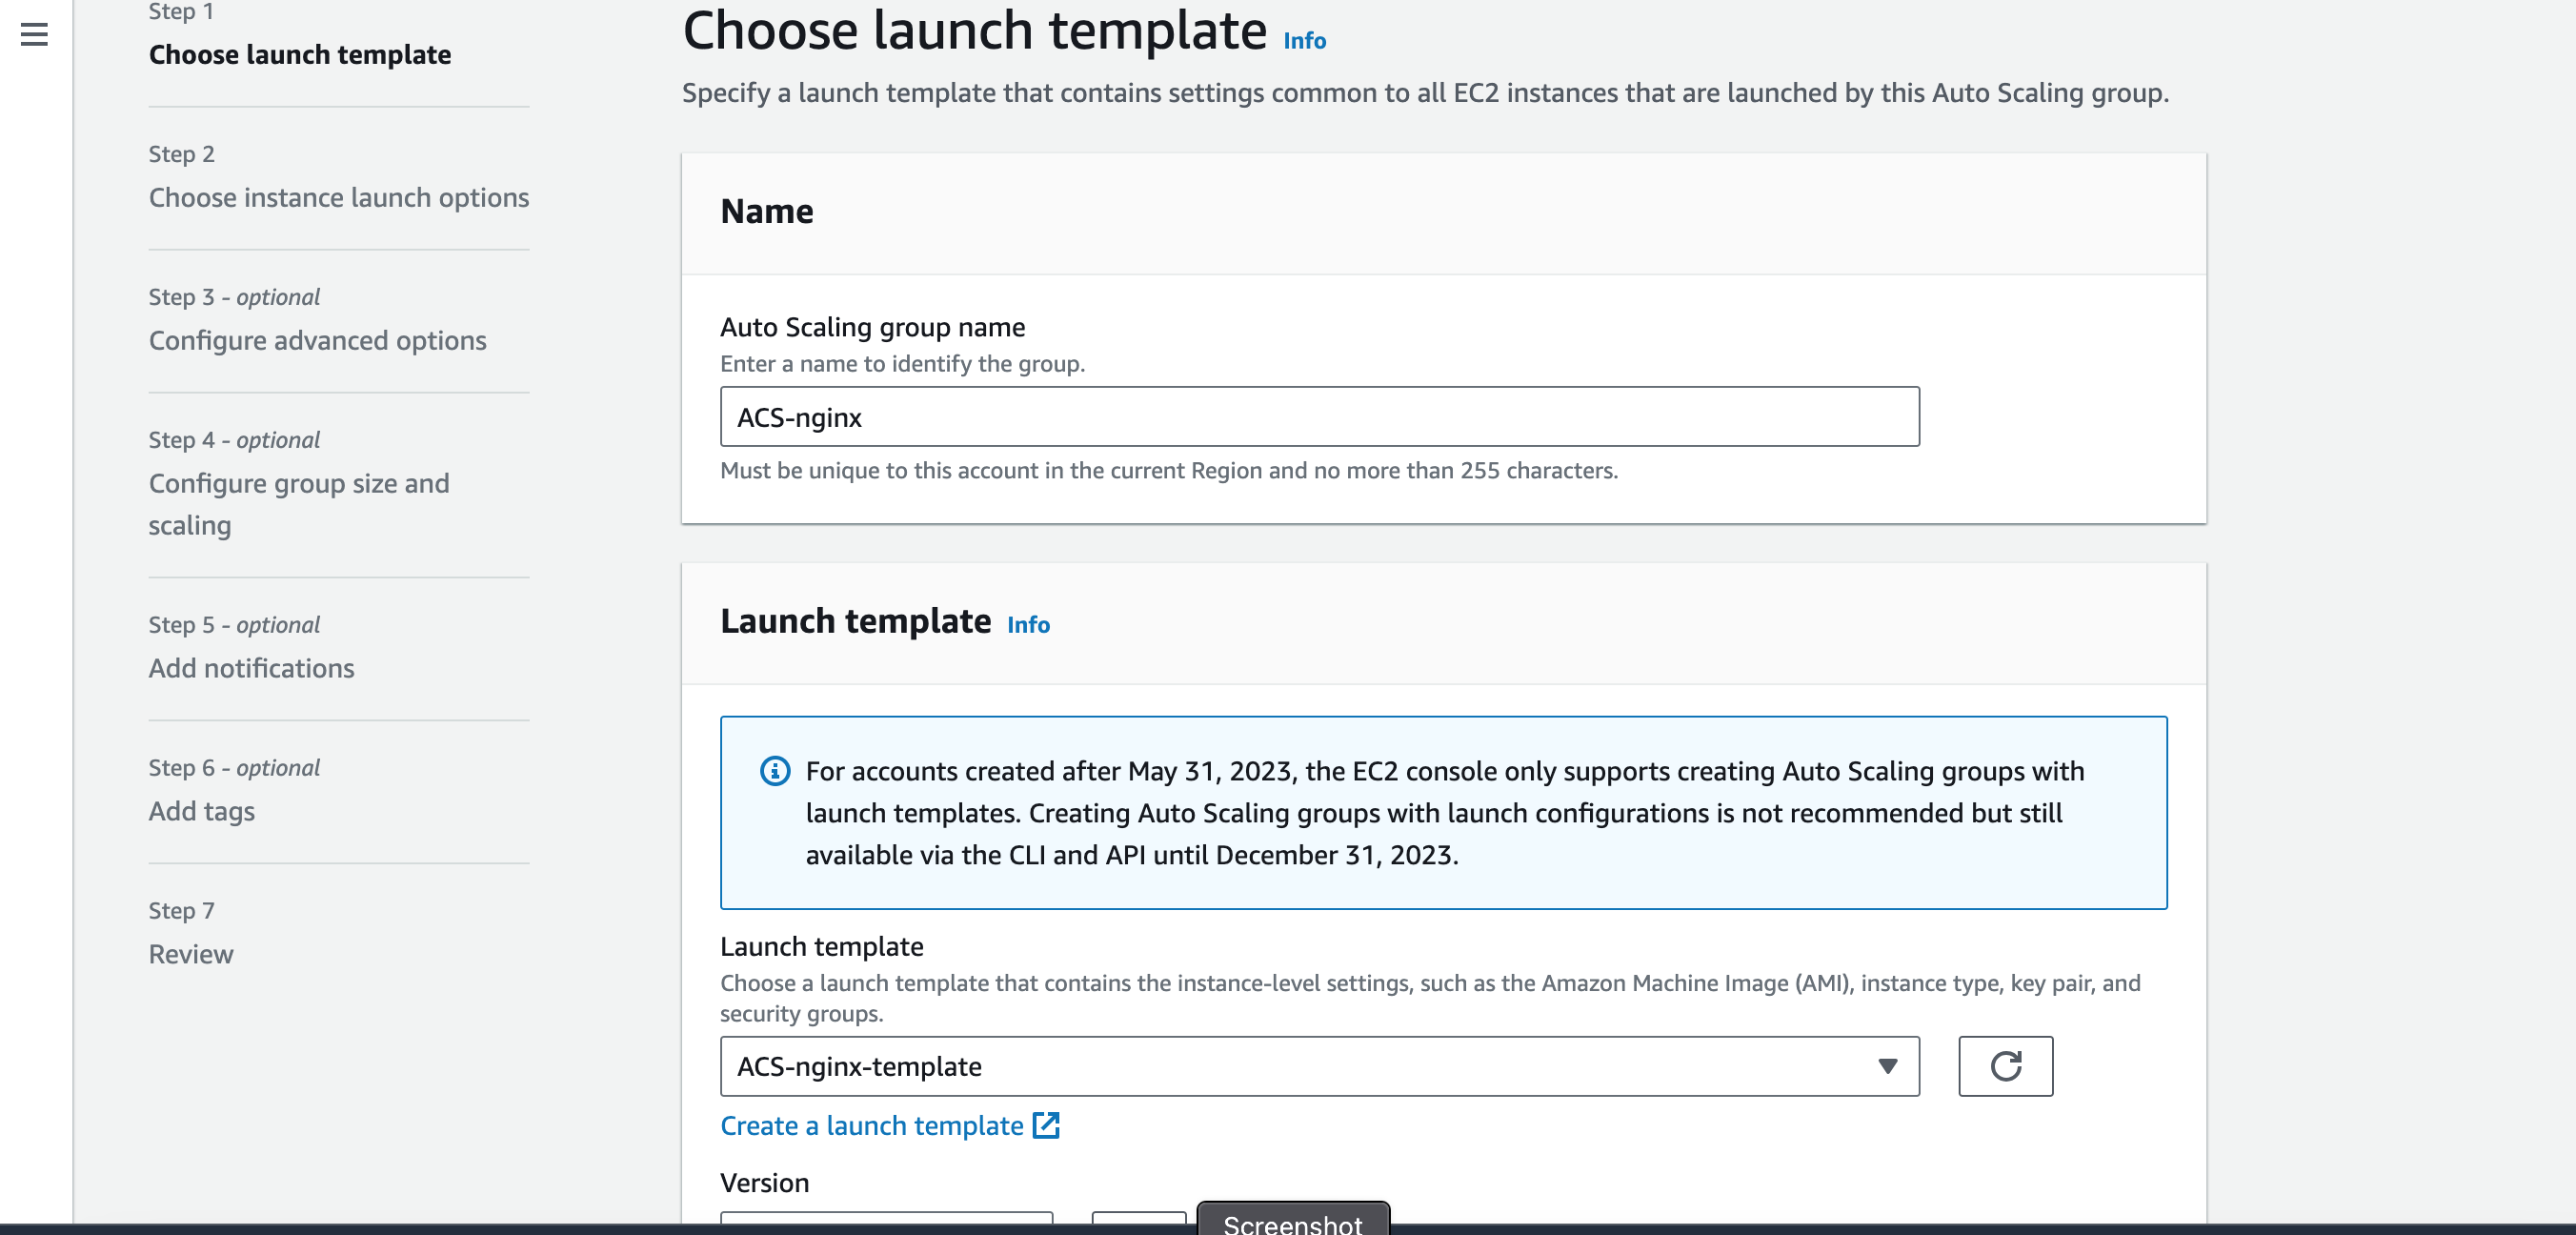 Step 1
Choose launch template
Step 2
Choose instance launch options
Step 3 - optional
Configure advanced options
Step 4 - optional
Configure group size and
scaling
Step 5 - optional
Add notifications
Step 6 - optional
Add tags
Step 7
Review
Choose launch template Info
Specify a launch template that contains settings common to all EC2 instances that are launched by this Auto Scaling group.
Name
Auto Scaling group name
Enter a name to identify the group.
ACS-nginx
Must be unique to this account in the current Region and no more than 255 characters.
Launch template Info
For accounts created after May 31, 2023, the EC2 console only supports creating Auto Scaling groups with
launch templates. Creating Auto Scaling groups with launch configurations is not recommended but still
available via the CLI and API until December 31, 2023.
Launch template
Choose a launch template that contains the instance-level settings, such as the Amazon Machine Image (AMI), instance type, key pair, and
security groups.
ACS-nginx-template
Create a launch template
Version
Screenshot